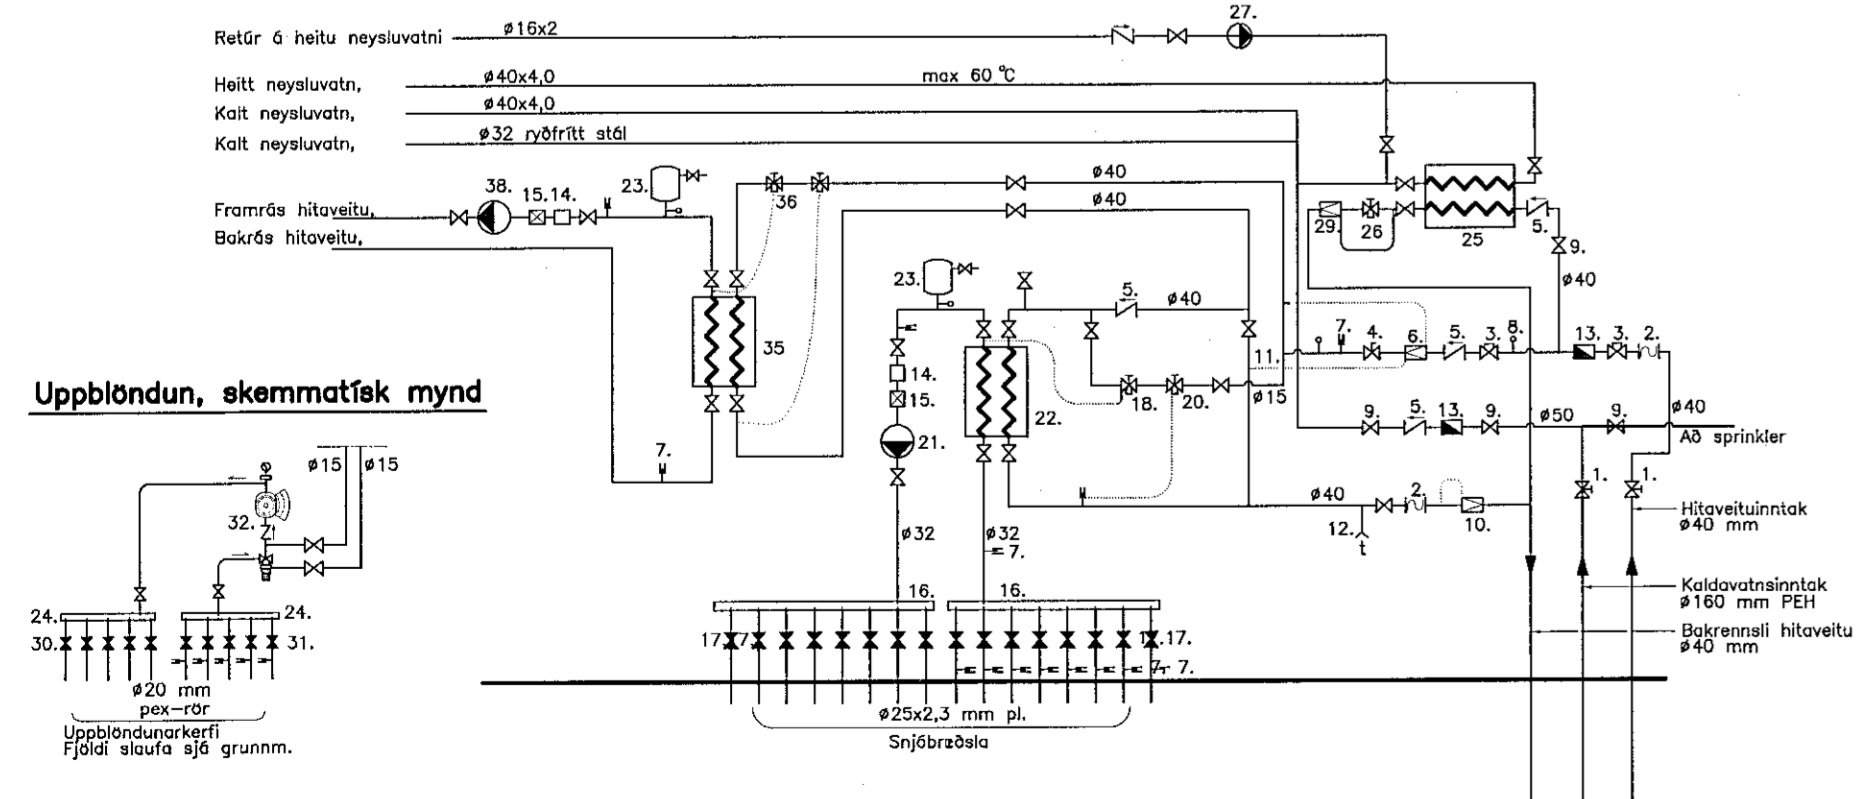 Retúr á heitu neysluvatni
ø16x2
27.
Heitt neysluvatn,
ø40x4,0
max 60 °C
Kalt neysluvatn,
ø40x4,0
Kalt neysluvatn,
ø32 ryðfrítt stál
38.
15.
14.
23.
36
ø40
ø40
Framrás hitaveitu,
Bakrás hitaveitu,
29.
26
25
5.
9.
ø40
23.
5.
ø40
35
7.
4.
6.
5.
3.
8.
13.
3.
2.
11.
ø15
14.
15.
18.
20.
22.
21.
Uppblöndun, skemmatísk mynd
9.
5.
13.
9.
ø50
9.
ø40
Að sprinkler
7.
ø15
ø15
32.
1.
1.
ø40
2.
10.
12.
t
Hitaveituinntak
ø40 mm
ø32
ø32
7.
16.
16.
Kaldavatnsinntak
ø160 mm PEH
24.
24.
30.
31.
17.
17.
17.
Bakrennsli hitaveitu
ø40 mm
7.
7.
ø20 mm
pex-rör
ø25x2,3 mm pl.
Uppblöndunarkerfi
Fjöldi slaufa sjá grunnm.
Snjóbræðsla